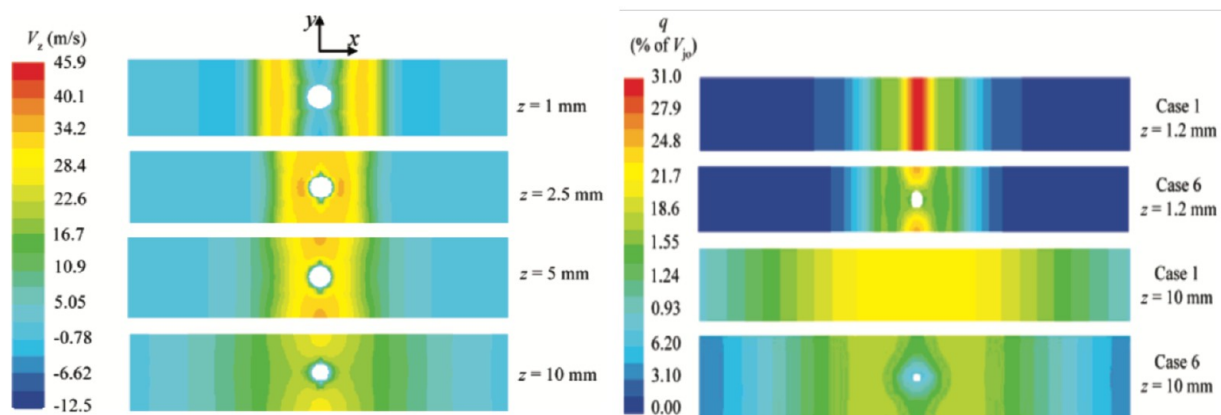 V_z (m/s)
45.9
40.1
34.2
28.4
22.6
16.7
10.9
5.05
-0.78
-6.62
-12.5
y
x
z = 1 mm
z = 2.5 mm
z = 5 mm
z = 10 mm
q
(% of V_jo)
31.0
27.9
24.8
21.7
18.6
1.55
1.24
0.93
6.20
3.10
0.00
Case 1
z = 1.2 mm
Case 6
z = 1.2 mm
Case 1
z = 10 mm
Case 6
z = 10 mm